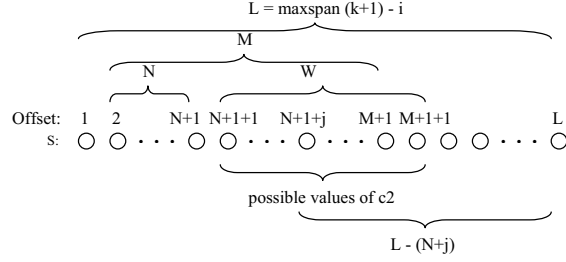 L = maxspan (k+1) - i
M
N W
Offset: 1 2 N+1 N+1+1 N+1+j M+1 M+1+1 L
S: · · · · · · · · · · · ·
possible values of c2
L - (N+j)